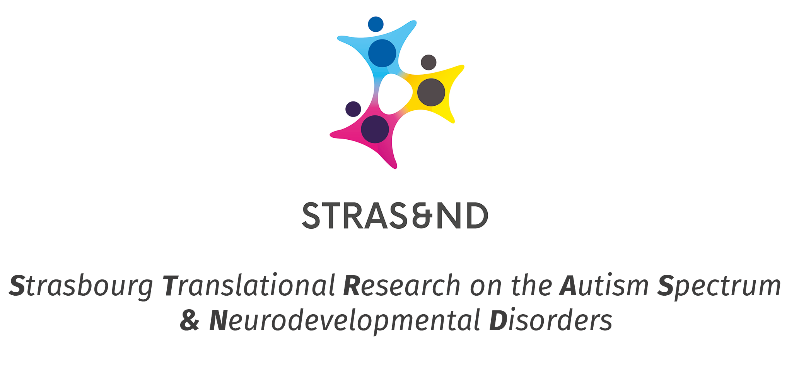 STRAS&ND
Strasbourg Translational Research on the Autism Spectrum
& Neurodevelopmental Disorders